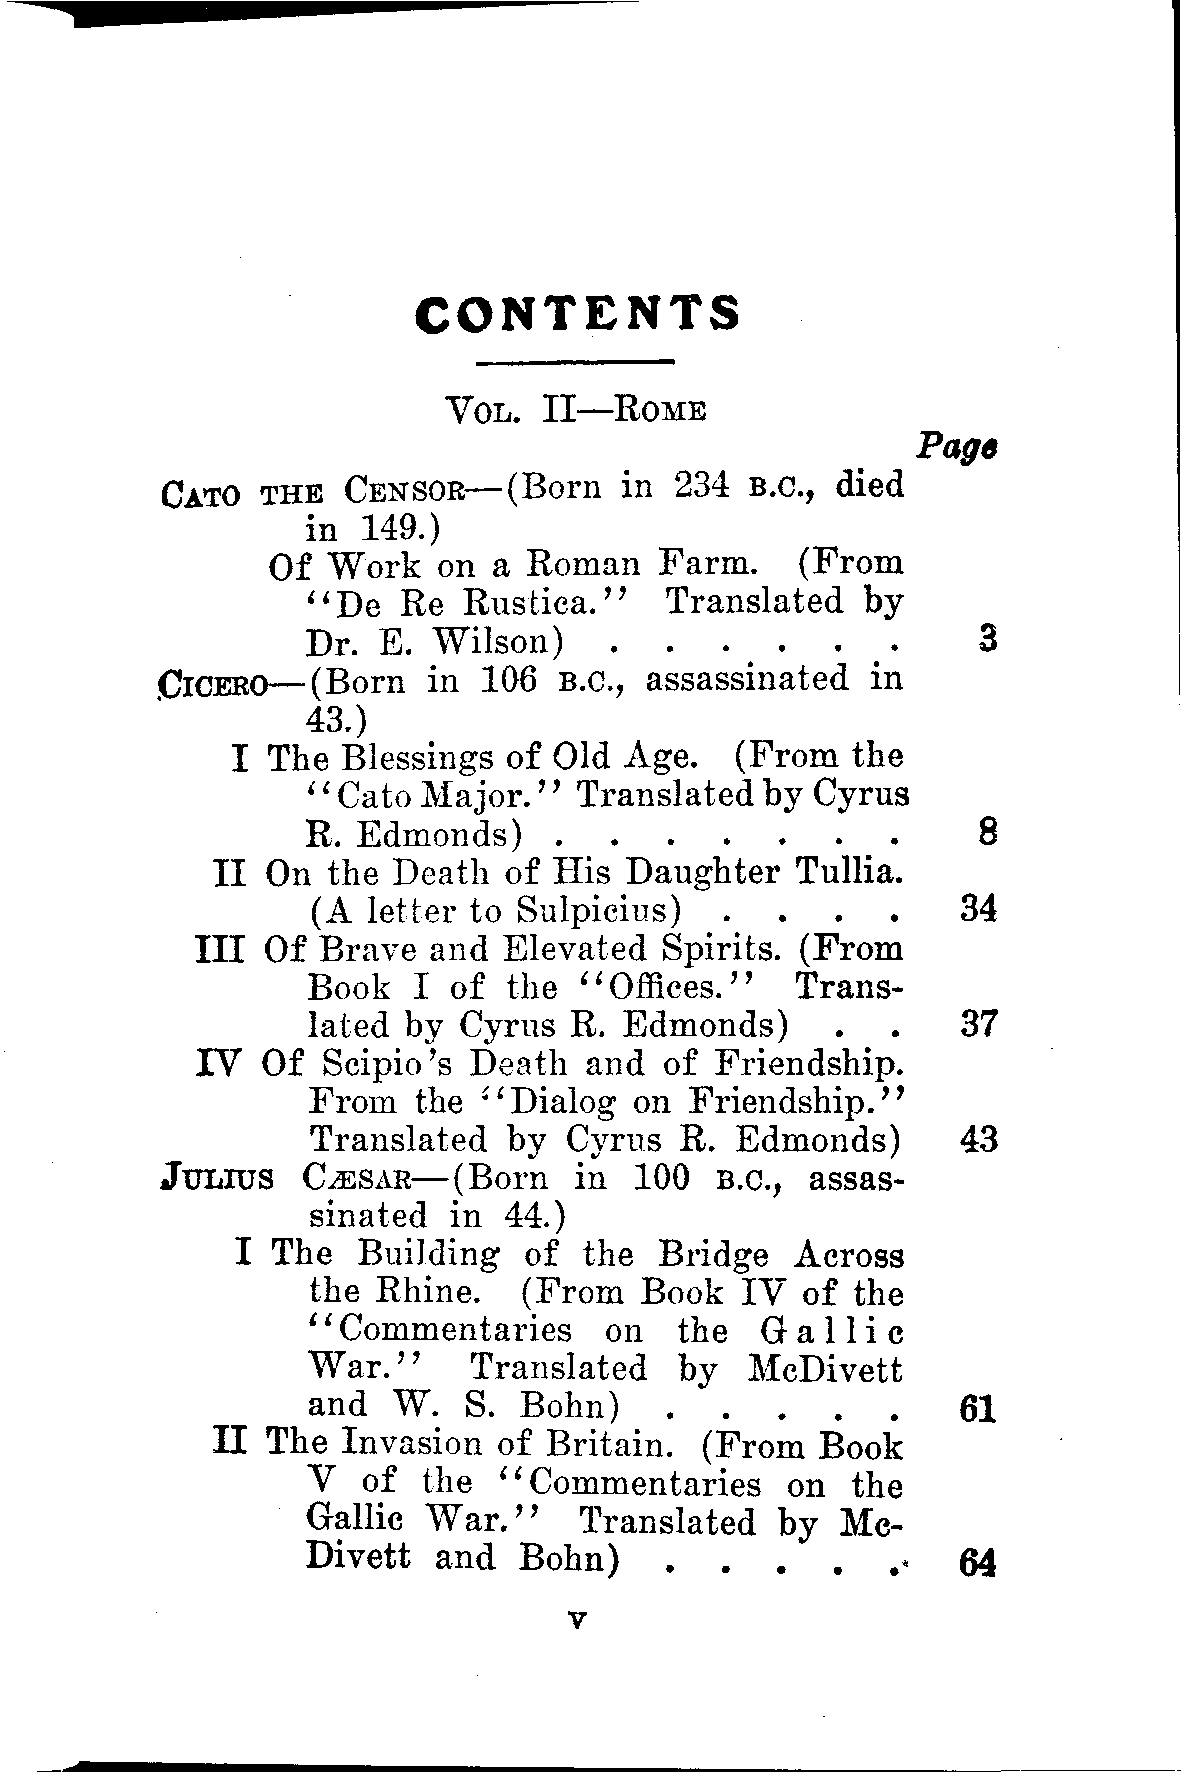 CONTENTS
VOL. II—ROME
Page
CATO THE CENSOR—(Born in 234 B.C., died
in 149.)
Of Work on a Roman Farm. (From
"De Re Rustica." Translated by
Dr. E. Wilson) . . . . . . 3
CICERO—(Born in 106 B.C., assassinated in
43.)
I The Blessings of Old Age. (From the
"Cato Major." Translated by Cyrus
R. Edmonds) . . . . . . . 8
II On the Death of His Daughter Tullia.
(A letter to Sulpicius) . . . . 34
III Of Brave and Elevated Spirits. (From
Book I of the "Offices." Trans-
lated by Cyrus R. Edmonds) . . 37
IV Of Scipio's Death and of Friendship.
From the "Dialog on Friendship."
Translated by Cyrus R. Edmonds) 43
JULIUS CÆSAR—(Born in 100 B.C., assas-
sinated in 44.)
I The Building of the Bridge Across
the Rhine. (From Book IV of the
"Commentaries on the Gallic
War." Translated by McDivett
and W. S. Bohn) . . . . . 61
II The Invasion of Britain. (From Book
V of the "Commentaries on the
Gallic War." Translated by Mc-
Divett and Bohn) . . . . . 64
v